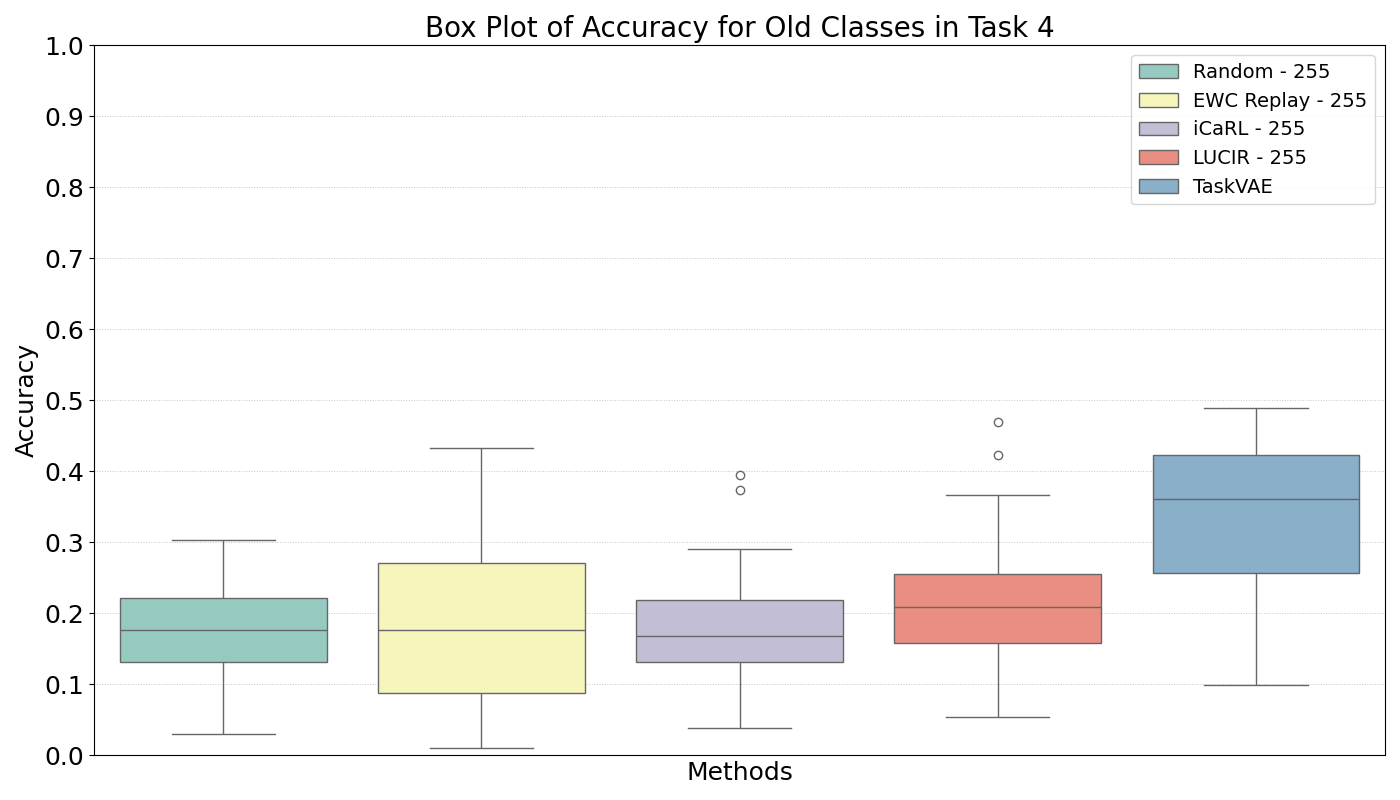 Box Plot of Accuracy for Old Classes in Task 4
1.0
0.9
0.8
0.7
0.6
0.5
0.4
0.3
0.2
0.1
0.0
Accuracy
Methods
Random - 255
EWC Replay - 255
iCaRL - 255
LUCIR - 255
TaskVAE